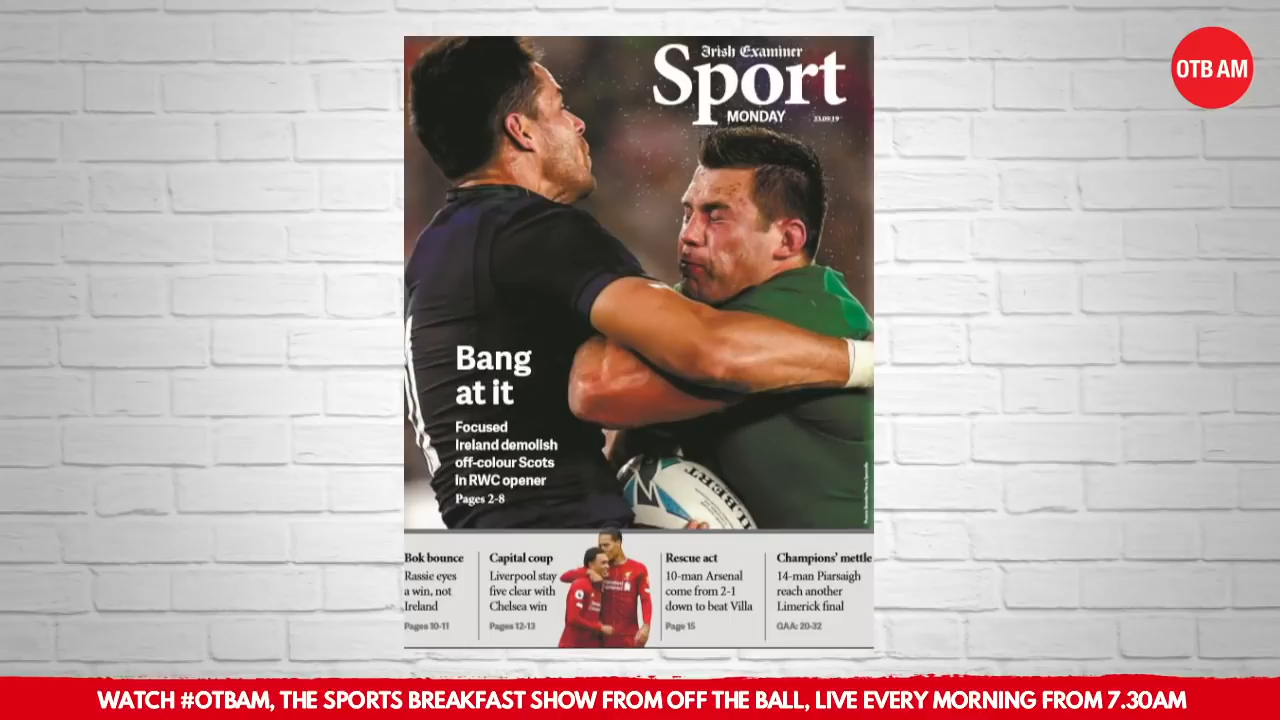 OTB AM
Irish Examiner
Sport
MONDAY
23.09.19
Bang
at it
Focused
Ireland demolish
off-colour Scots
in RWC opener
Pages 2-8
GILBERT
Bok bounce
Rassie eyes
a win, not
Ireland
Pages 10-11
Capital coup
Liverpool stay
five clear with
Chelsea win
Pages 12-13
Rescue act
10-man Arsenal
come from 2-1
down to beat Villa
Page 15
Champions' mettle
14-man Piarsaigh
reach another
Limerick final
GAA: 20-32
WATCH #OTBAM, THE SPORTS BREAKFAST SHOW FROM OFF THE BALL, LIVE EVERY MORNING FROM 7.30AM